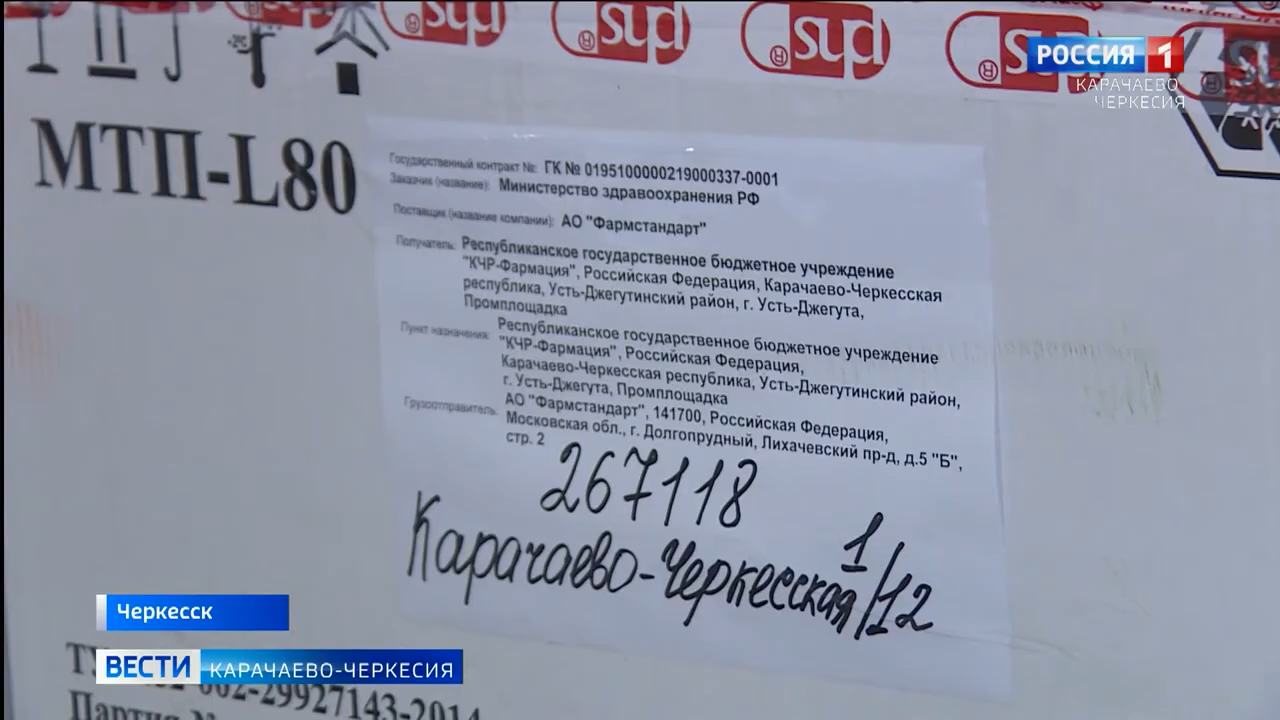 sud sud sud
РОССИЯ 1
КАРАЧАЕВО
ЧЕРКЕСИЯ
МТП-L80
Государственный контракт №: ГК № 01951000000219000337-0001
Заказчик (название): Министерство здравоохранения РФ
Поставщик (название компании): АО "Фармстандарт"
Получатель: Республиканское государственное бюджетное учреждение
"КЧР-Фармация", Российская Федерация, Карачаево-Черкесская
республика, Усть-Джегутинский район, г. Усть-Джегута,
Промплощадка
Пункт назначения: Республиканское государственное бюджетное учреждение
"КЧР-Фармация", Российская Федерация,
Карачаево-Черкесская республика, Усть-Джегутинский район,
г. Усть-Джегута, Промплощадка
Грузоотправитель: АО "Фармстандарт", 141700, Российская Федерация,
Московская обл., г. Долгопрудный, Лихачевский пр-д, д.5 "Б",
стр. 2
267118
Карачаево-Черкесская 1/12
Черкесск
ВЕСТИ КАРАЧАЕВО-ЧЕРКЕСИЯ